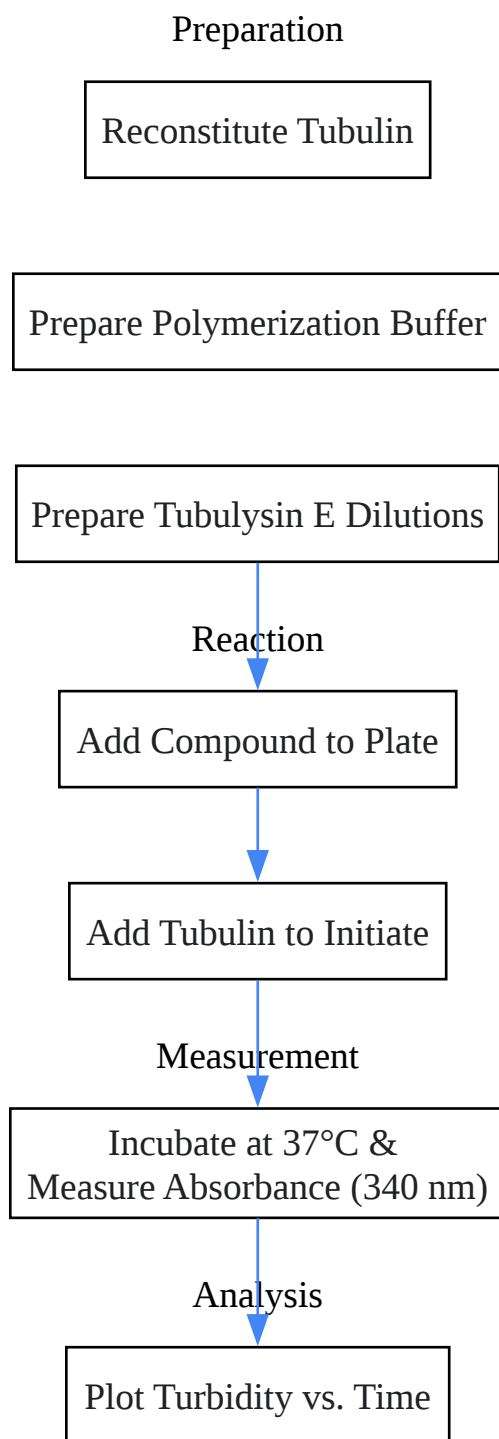 Preparation
Reconstitute Tubulin
Prepare Polymerization Buffer
Prepare Tubulysin E Dilutions
Reaction
Add Compound to Plate
Add Tubulin to Initiate
Measurement
Incubate at 37°C &
Measure Absorbance (340 nm)
Analysis
Plot Turbidity vs. Time